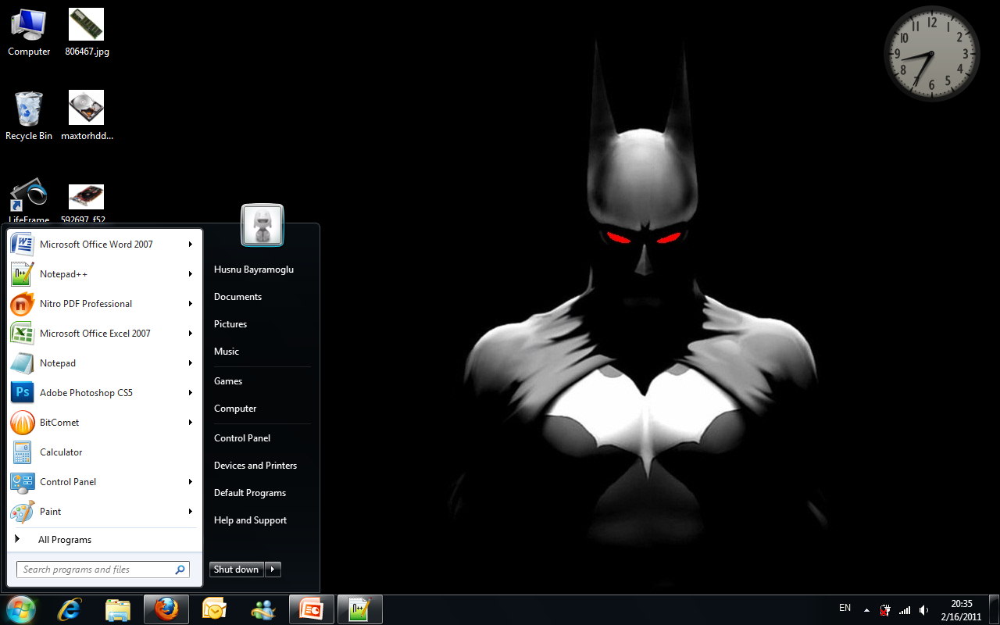 Computer
806467.jpg
Recycle Bin
maxtorhdd...
LifeFrame
592697_f52
12
1
2
3
4
5
6
7
8
9
10
11
Microsoft Office Word 2007
Notepad++
Nitro PDF Professional
Microsoft Office Excel 2007
Notepad
Ps
Adobe Photoshop CS5
BitComet
Calculator
Control Panel
Paint
All Programs
Search programs and files
Husnu Bayramoglu
Documents
Pictures
Music
Games
Computer
Control Panel
Devices and Printers
Default Programs
Help and Support
Shut down
EN
20:35
2/16/2011